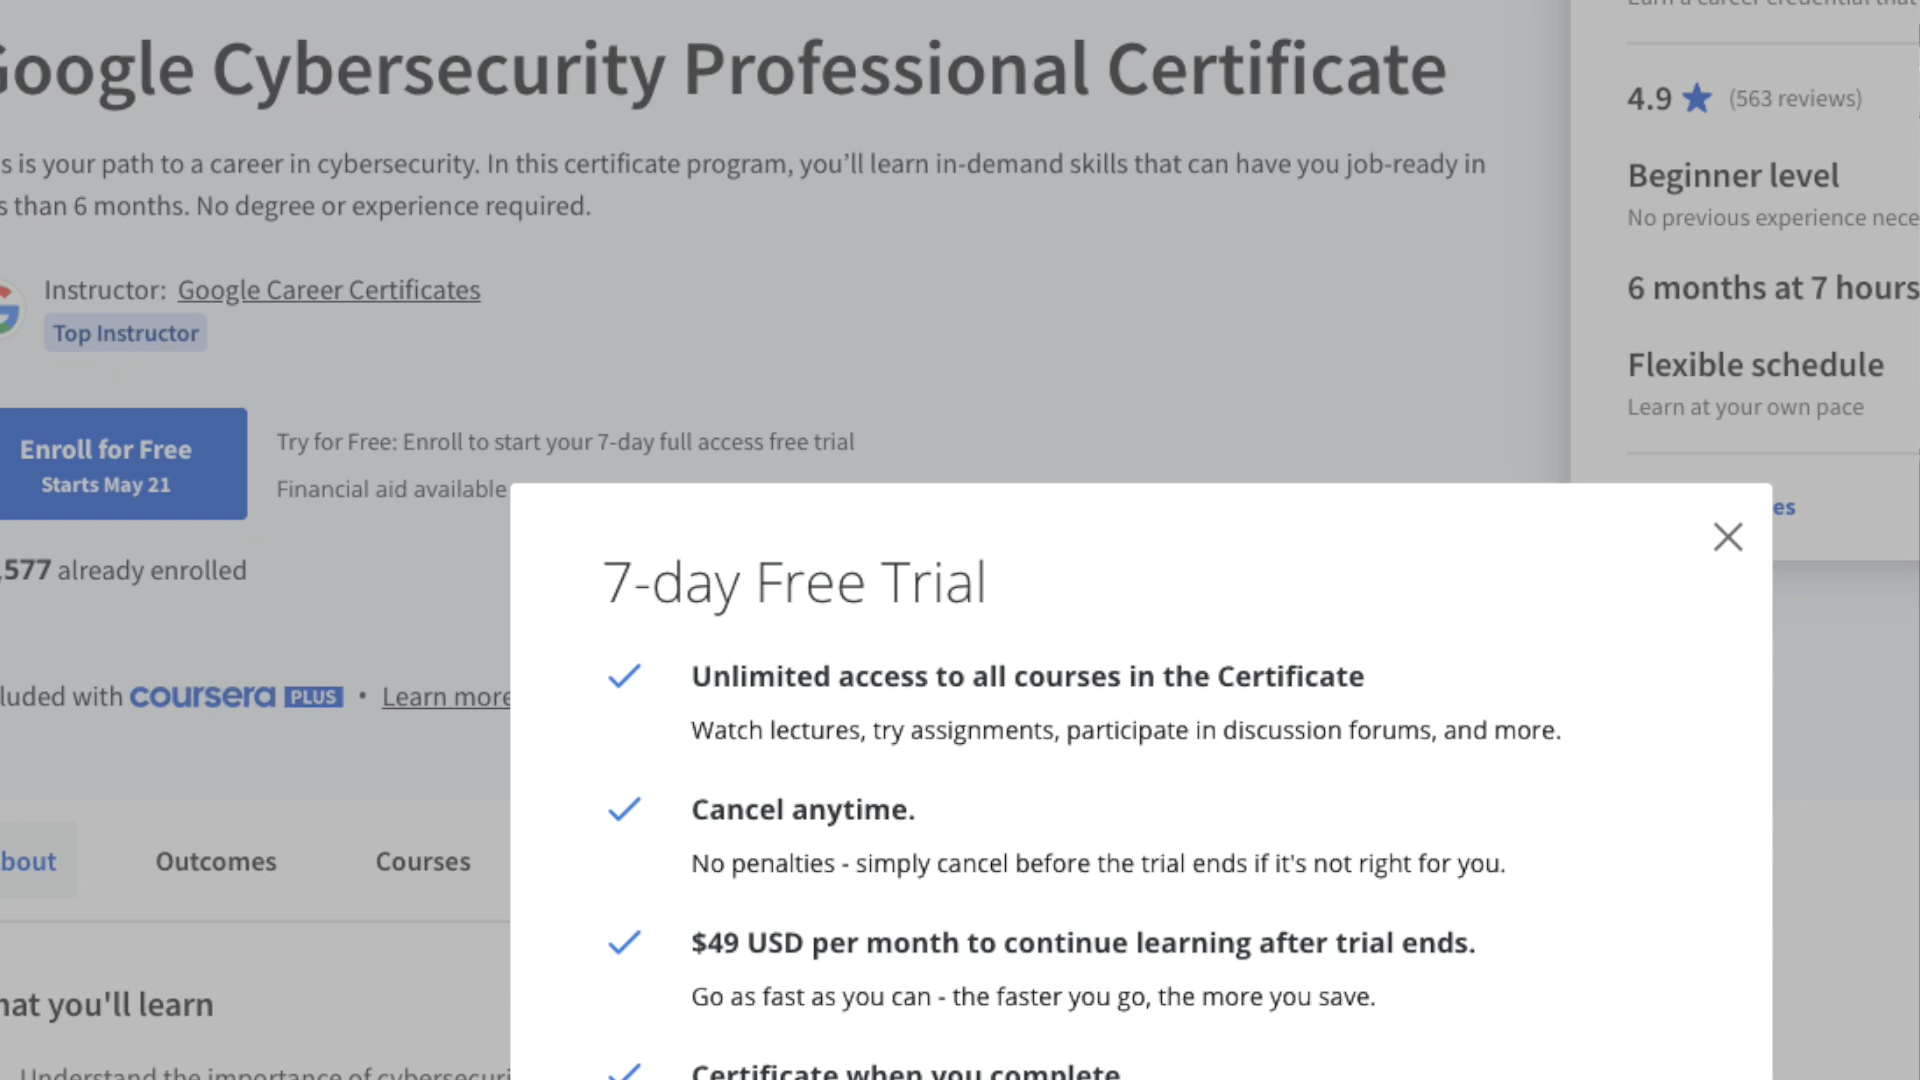 Google Cybersecurity Professional Certificate
s is your path to a career in cybersecurity. In this certificate program, you’ll learn in-demand skills that can have you job-ready in
s than 6 months. No degree or experience required.
Instructor: Google Career Certificates
Top Instructor
Enroll for Free
Starts May 21
Try for Free: Enroll to start your 7-day full access free trial
Financial aid available
,577 already enrolled
luded with coursera PLUS • Learn more
bout
Outcomes
Courses
hat you'll learn
Understand the importance of cybersecuri
4.9 ★ (563 reviews)
Beginner level
No previous experience nece
6 months at 7 hours
Flexible schedule
Learn at your own pace
es
7-day Free Trial
Unlimited access to all courses in the Certificate
Watch lectures, try assignments, participate in discussion forums, and more.
Cancel anytime.
No penalties - simply cancel before the trial ends if it's not right for you.
$49 USD per month to continue learning after trial ends.
Go as fast as you can - the faster you go, the more you save.
Certificate when you complete